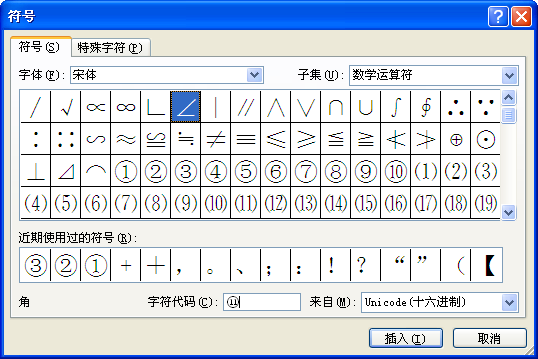 符号
符号(S) 特殊字符(P)
字体(F): 宋体 子集(U): 数学运算符
∕ √ ∝ ∞ ∟ ∠ ∣ ∥ ∧ ∨ ∩ ∪ ∫ ∮ ∴ ∵
∶ ∷ ∽ ≈ ≌ ≒ ≠ ≡ ≤ ≥ ≦ ≧ ≮ ≯ ⊕ ⊙
⊥ ⊿ ⌒ ① ② ③ ④ ⑤ ⑥ ⑦ ⑧ ⑨ ⑩ ⑴ ⑵ ⑶
⑷ ⑸ ⑹ ⑺ ⑻ ⑼ ⑽ ⑾ ⑿ ⒀ ⒁ ⒂ ⒃ ⒄ ⒅ ⒆
近期使用过的符号(R):
③ ② ① + ┼ , 。 、 ; : ! ? “ ” ( 【
角 字符代码(C): ⑪ 来自(M): Unicode(十六进制)
插入(I) 取消